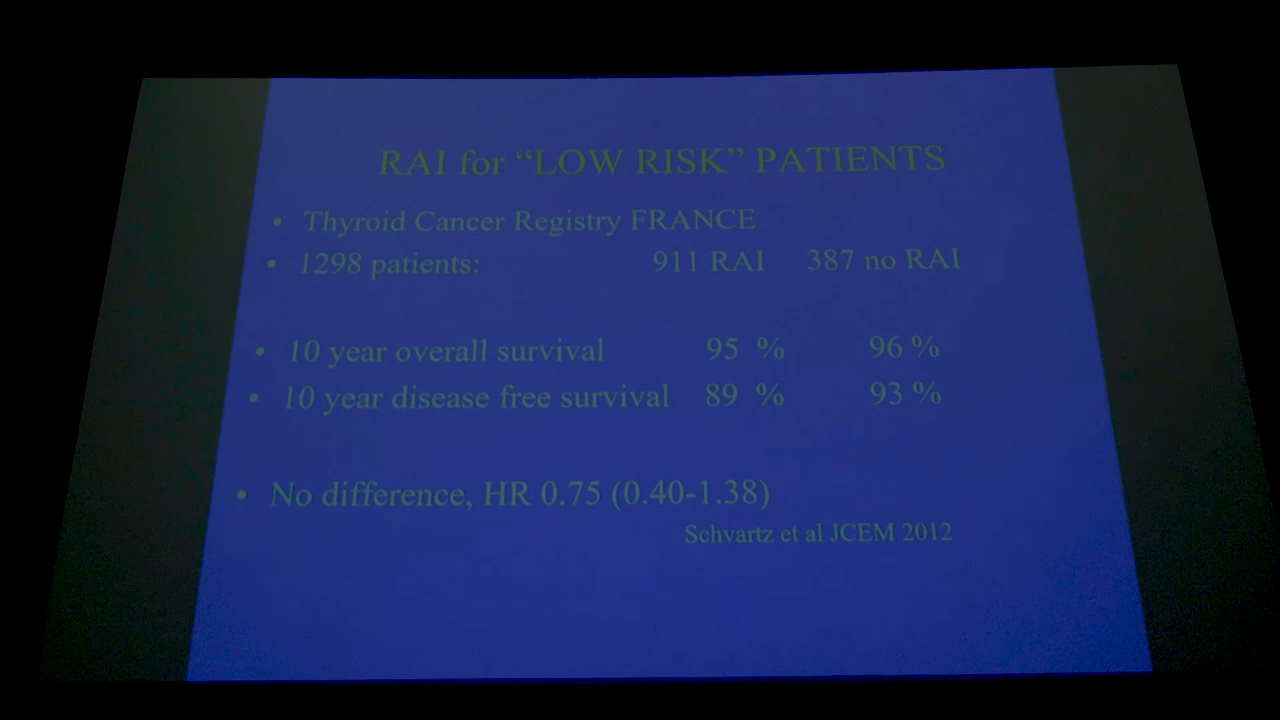 RAI for “LOW RISK” PATIENTS
• Thyroid Cancer Registry FRANCE
• 1298 patients: 911 RAI 387 no RAI
• 10 year overall survival 95 % 96 %
• 10 year disease free survival 89 % 93 %
• No difference, HR 0.75 (0.40-1.38)
Schvartz et al JCEM 2012